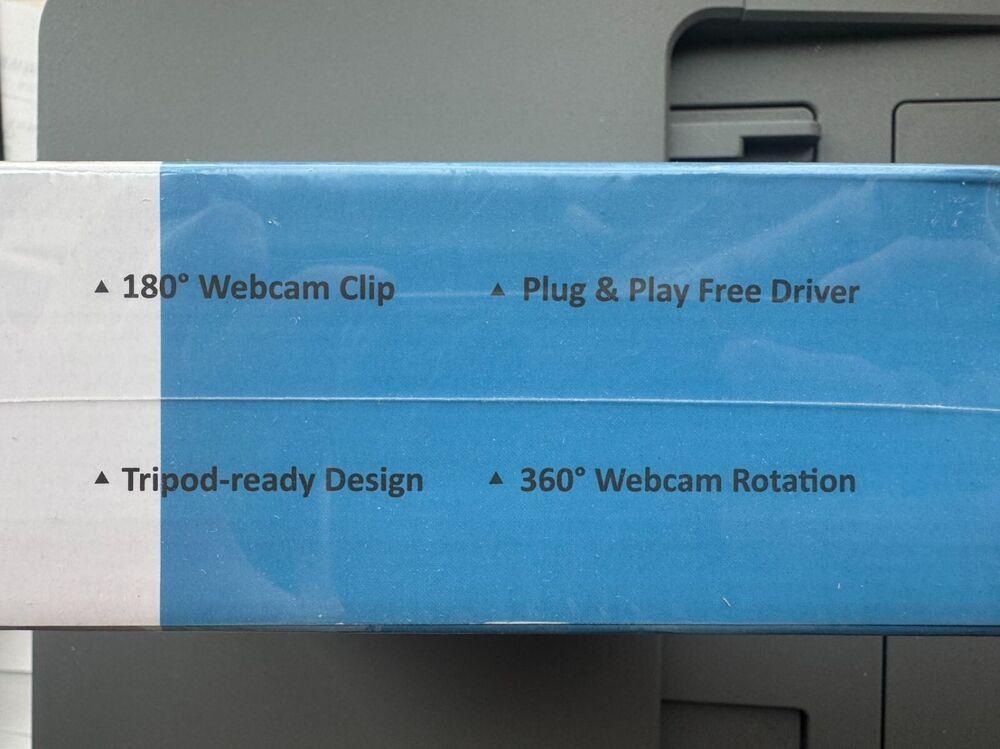 ▲ 180° Webcam Clip
▲ Plug & Play Free Driver
▲ Tripod-ready Design
▲ 360° Webcam Rotation